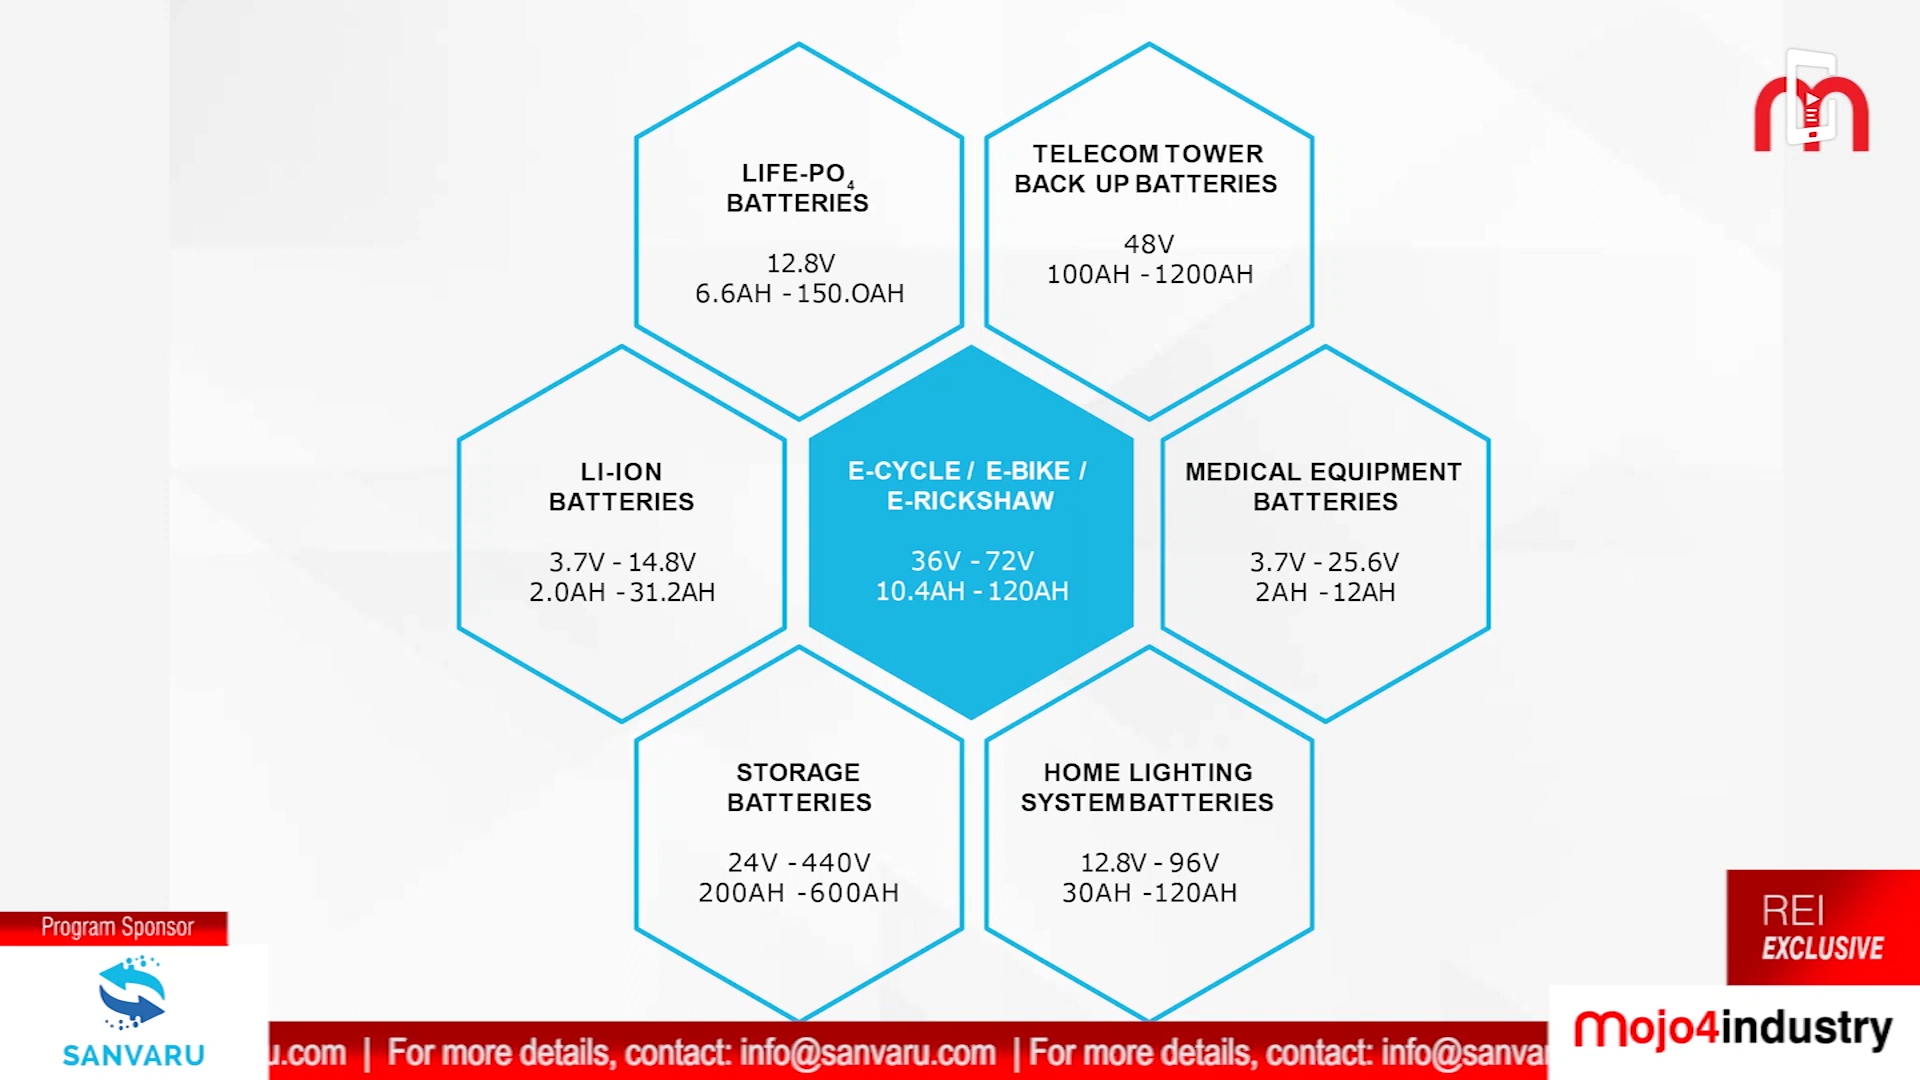 LIFE-PO4
BATTERIES
12.8V
6.6AH - 150.OAH
TELECOM TOWER
BACK UP BATTERIES
48V
100AH - 1200AH
LI-ION
BATTERIES
3.7V - 14.8V
2.0AH - 31.2AH
E-CYCLE / E-BIKE /
E-RICKSHAW
36V - 72V
10.4AH - 120AH
MEDICAL EQUIPMENT
BATTERIES
3.7V - 25.6V
2AH - 12AH
STORAGE
BATTERIES
24V - 440V
200AH - 600AH
HOME LIGHTING
SYSTEM BATTERIES
12.8V - 96V
30AH - 120AH
REI
EXCLUSIVE
Program Sponsor
SANVARU
u.com | For more details, contact: info@sanvaru.com | For more details, contact: info@sanva
mojo4industry